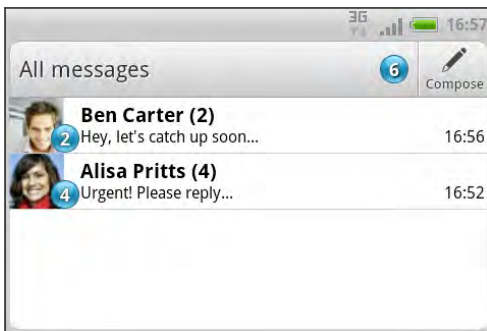 3G 16:57
All messages 6 Compose
Ben Carter (2)
2 Hey, let's catch up soon... 16:56
Alisa Pritts (4)
4 Urgent! Please reply... 16:52